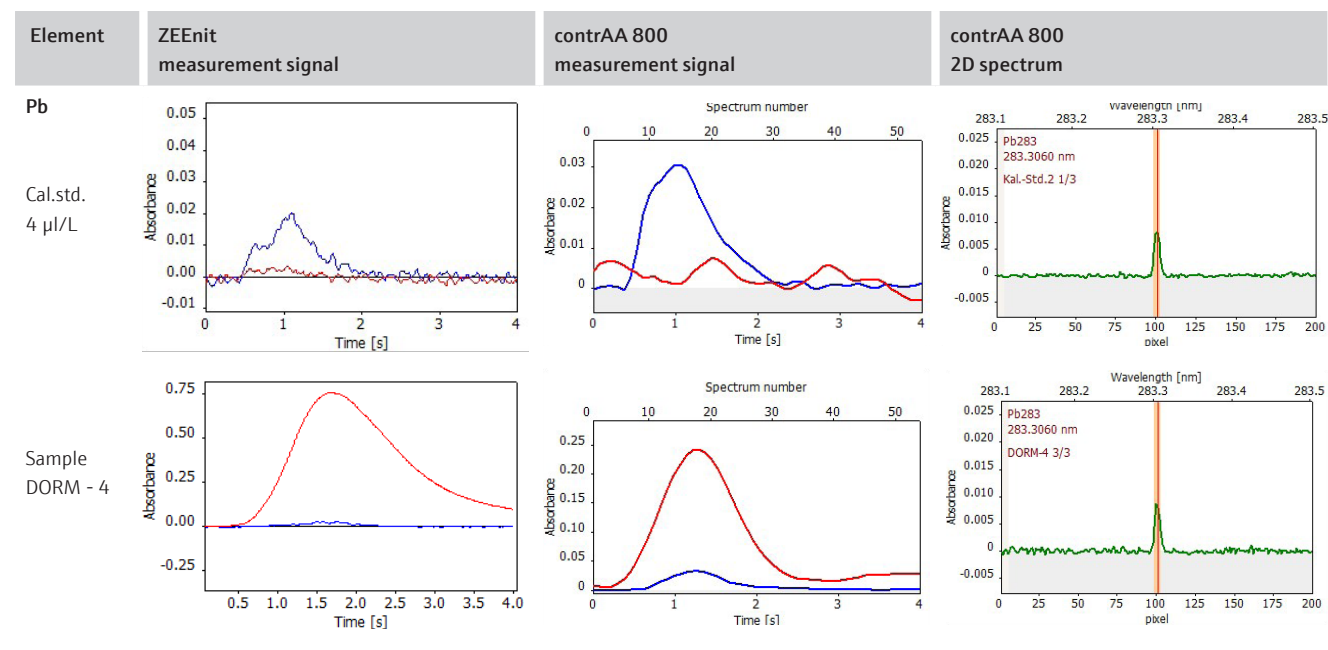 Element
ZEEnit
measurement signal
contrAA 800
measurement signal
contrAA 800
2D spectrum
Pb
Cal.std.
4 µl/L
0.05
0.04
0.03
0.02
0.01
0.00
-0.01
Absorbance
0 1 2 3 4
Time [s]
Spectrum number
0 10 20 30 40 50
0.03
0.02
0.01
0
Absorbance
0 1 2 3 4
Time [s]
Wavelength [nm]
283.1 283.2 283.3 283.4 283.5
0.025
0.020
0.015
0.010
0.005
0
-0.005
Absorbance
Pb283
283.3060 nm
Kal.-Std.2 1/3
0 25 50 75 100 125 150 175 200
pixel
Sample
DORM - 4
0.75
0.50
0.25
0.00
-0.25
Absorbance
0.5 1.0 1.5 2.0 2.5 3.0 3.5 4.0
Time [s]
Spectrum number
0 10 20 30 40 50
0.25
0.20
0.15
0.10
0.05
0
Absorbance
0 1 2 3 4
Time [s]
Wavelength [nm]
283.1 283.2 283.3 283.4 283.5
0.025
0.020
0.015
0.010
0.005
0
-0.005
Absorbance
Pb283
283.3060 nm
DORM-4 3/3
0 25 50 75 100 125 150 175 200
pixel